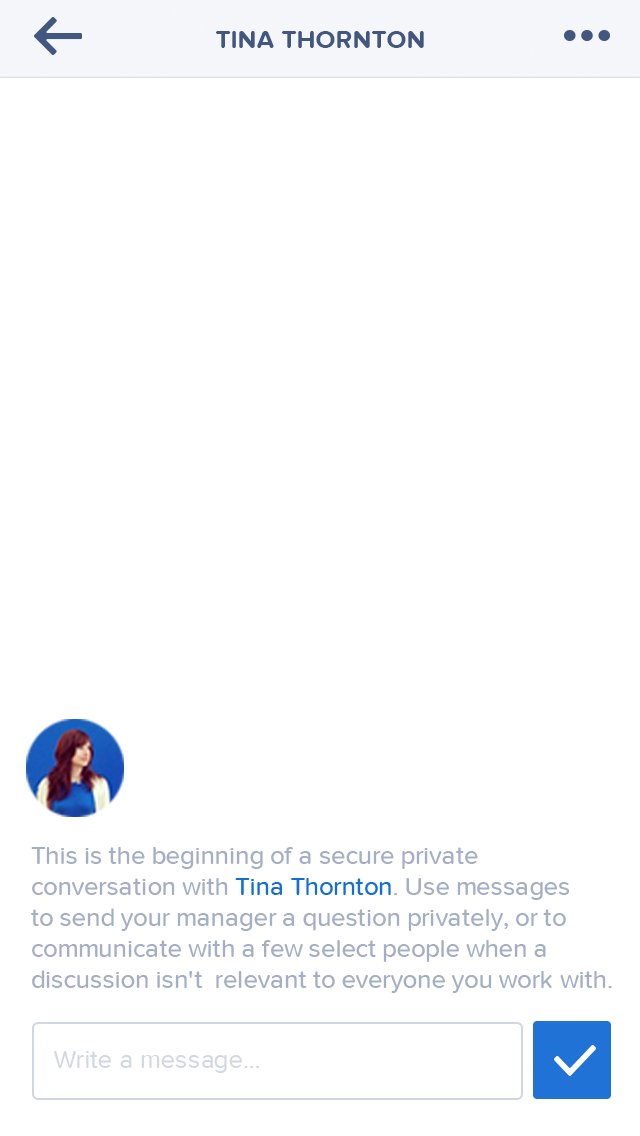 TINA THORNTON
This is the beginning of a secure private
conversation with Tina Thornton. Use messages
to send your manager a question privately, or to
communicate with a few select people when a
discussion isn't  relevant to everyone you work with.
Write a message...